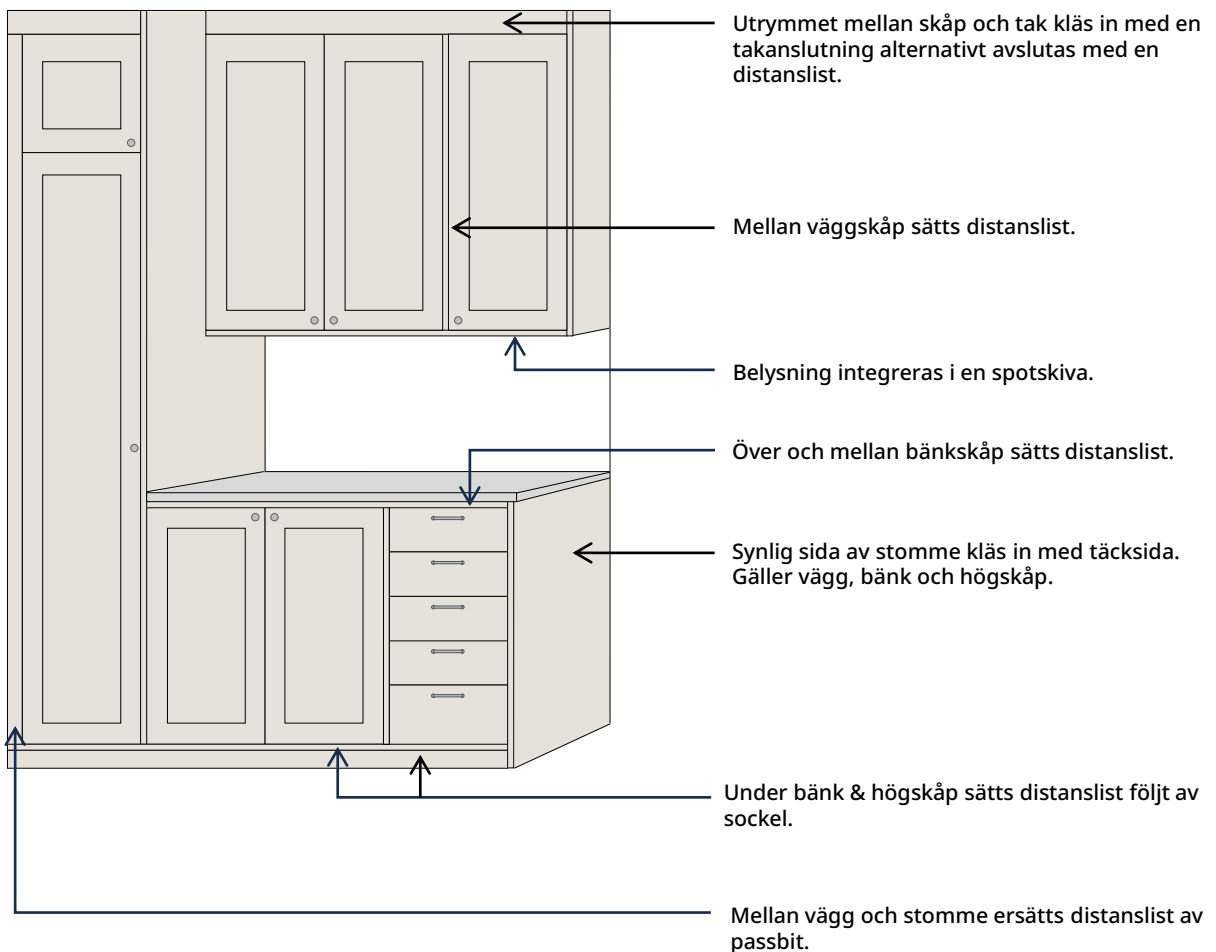 Utrymmet mellan skåp och tak kläs in med en
takanslutning alternativt avslutas med en
distanslist.
Mellan väggskåp sätts distanslist.
Belysning integreras i en spotskiva.
Över och mellan bänkskåp sätts distanslist.
Synlig sida av stomme kläs in med täcksida.
Gäller vägg, bänk och högskåp.
Under bänk & högskåp sätts distanslist följt av
sockel.
Mellan vägg och stomme ersätts distanslist av
passbit.